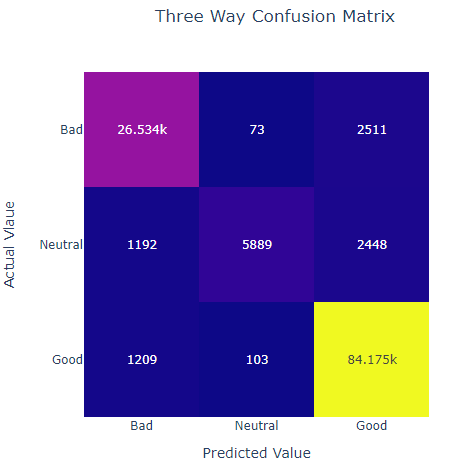 Three Way Confusion Matrix
Actual Vlaue
Bad 26.534k 73 2511
Neutral 1192 5889 2448
Good 1209 103 84.175k
Bad Neutral Good
Predicted Value